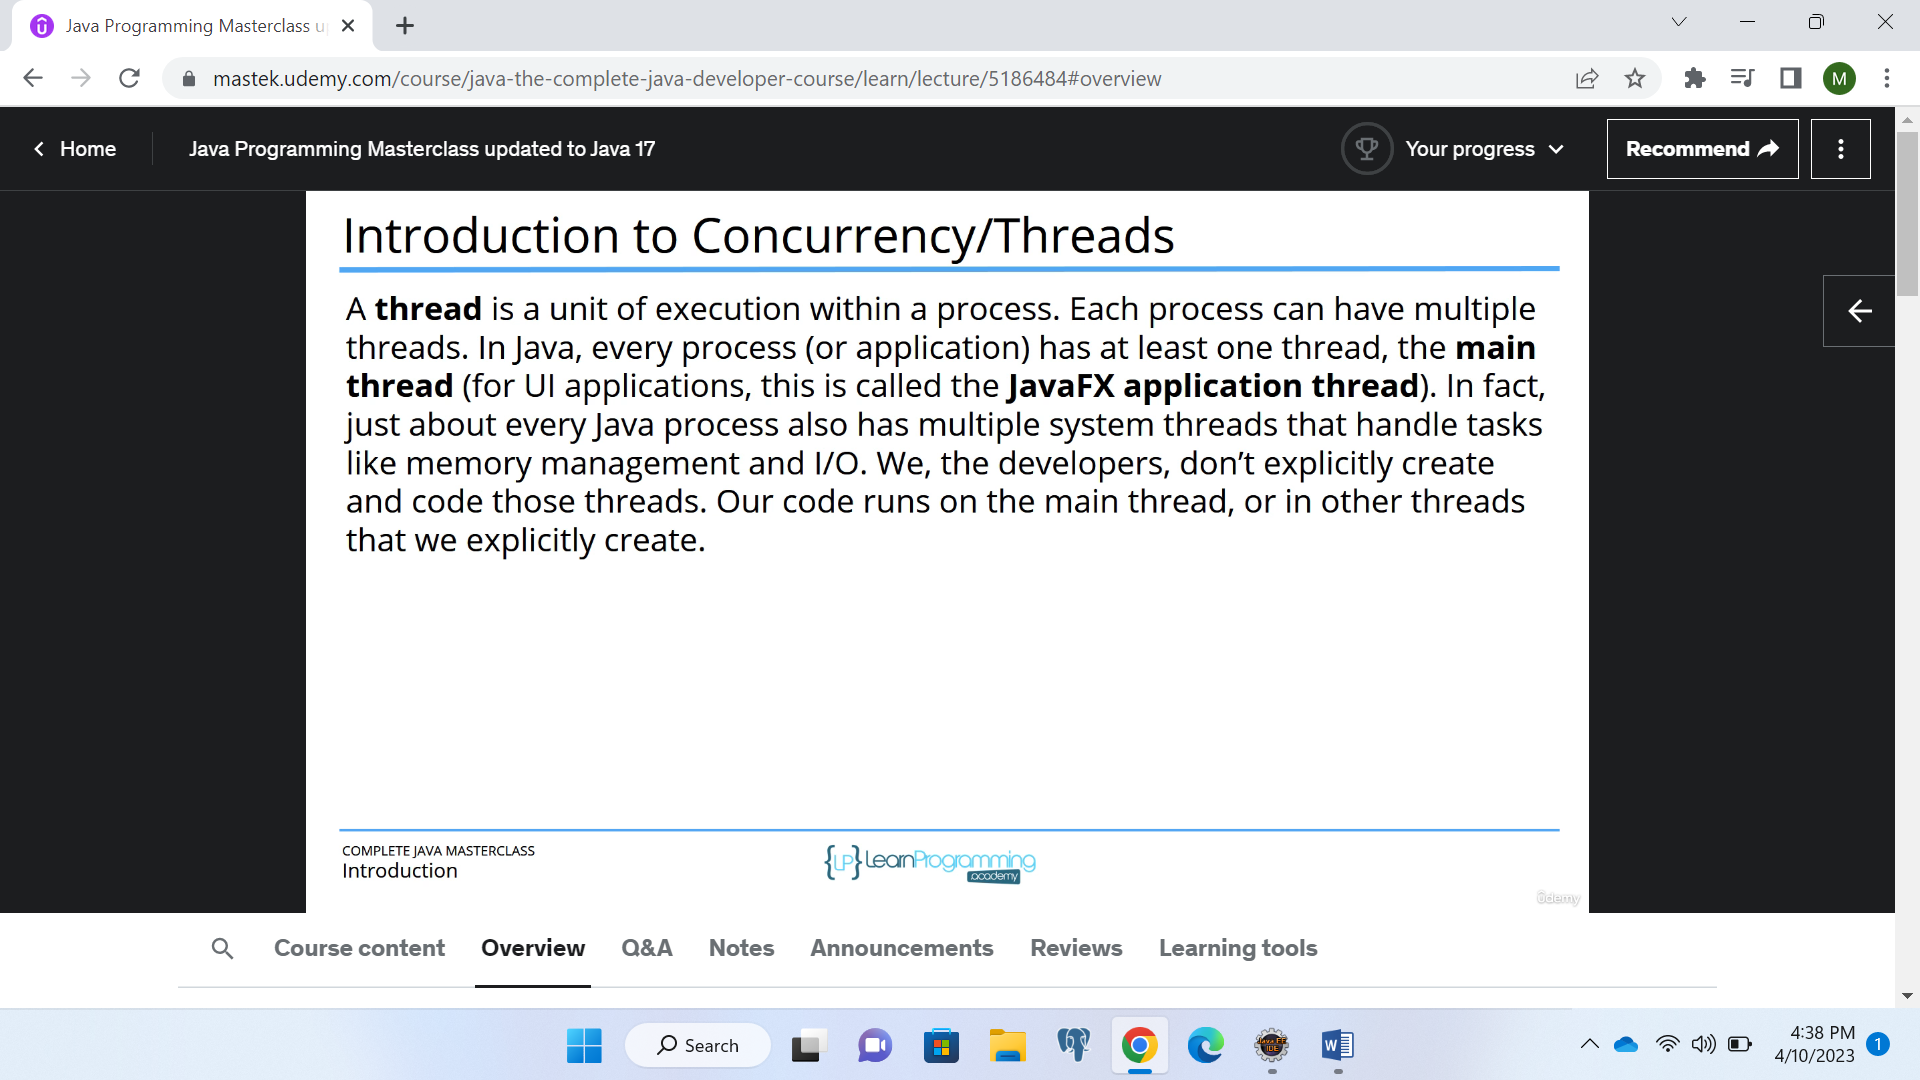 Java Programming Masterclass u
mastek.udemy.com/course/java-the-complete-java-developer-course/learn/lecture/5186484#overview
M
Home
Java Programming Masterclass updated to Java 17
Your progress
Recommend
Introduction to Concurrency/Threads
A thread is a unit of execution within a process. Each process can have multiple
threads. In Java, every process (or application) has at least one thread, the main
thread (for UI applications, this is called the JavaFX application thread). In fact,
just about every Java process also has multiple system threads that handle tasks
like memory management and I/O. We, the developers, don’t explicitly create
and code those threads. Our code runs on the main thread, or in other threads
that we explicitly create.
COMPLETE JAVA MASTERCLASS
Introduction
{LP} LearnProgramming
.academy
ûdemy
Course content
Overview
Q&A
Notes
Announcements
Reviews
Learning tools
Search
Java EE
IDE
W
4:38 PM
4/10/2023
1